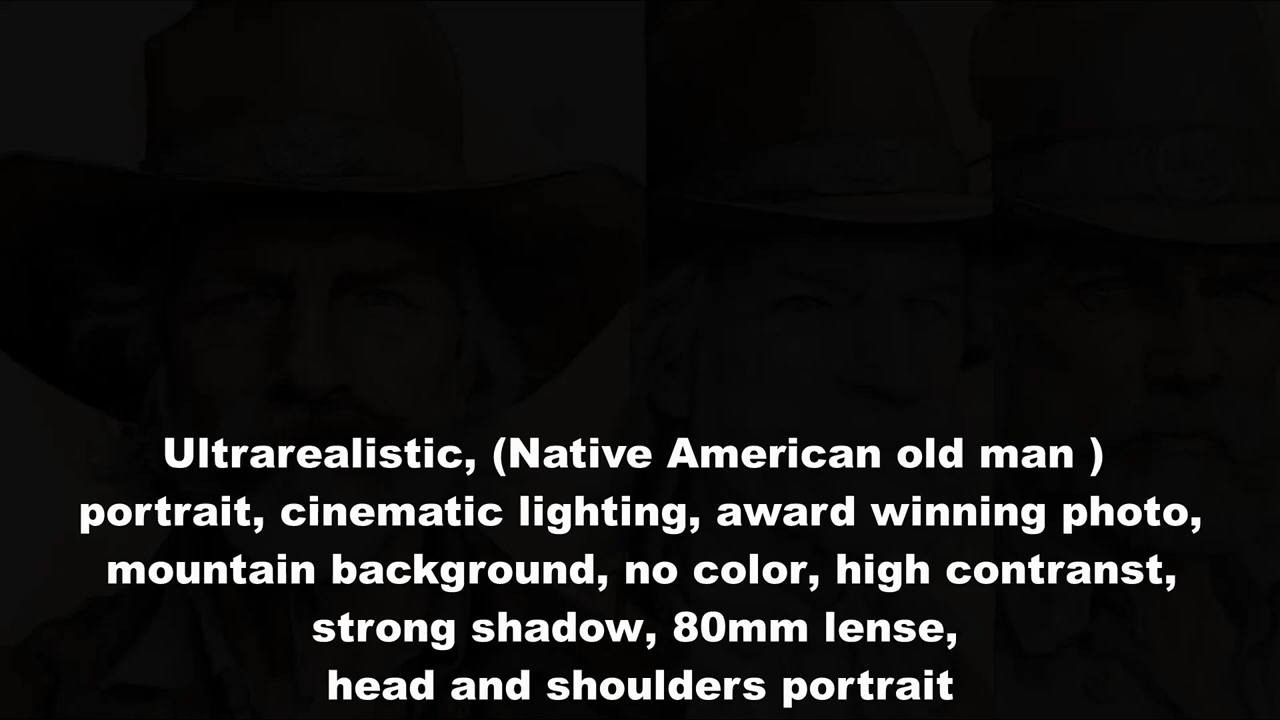 Ultrarealistic, (Native American old man )
portrait, cinematic lighting, award winning photo,
mountain background, no color, high contranst,
strong shadow, 80mm lense,
head and shoulders portrait